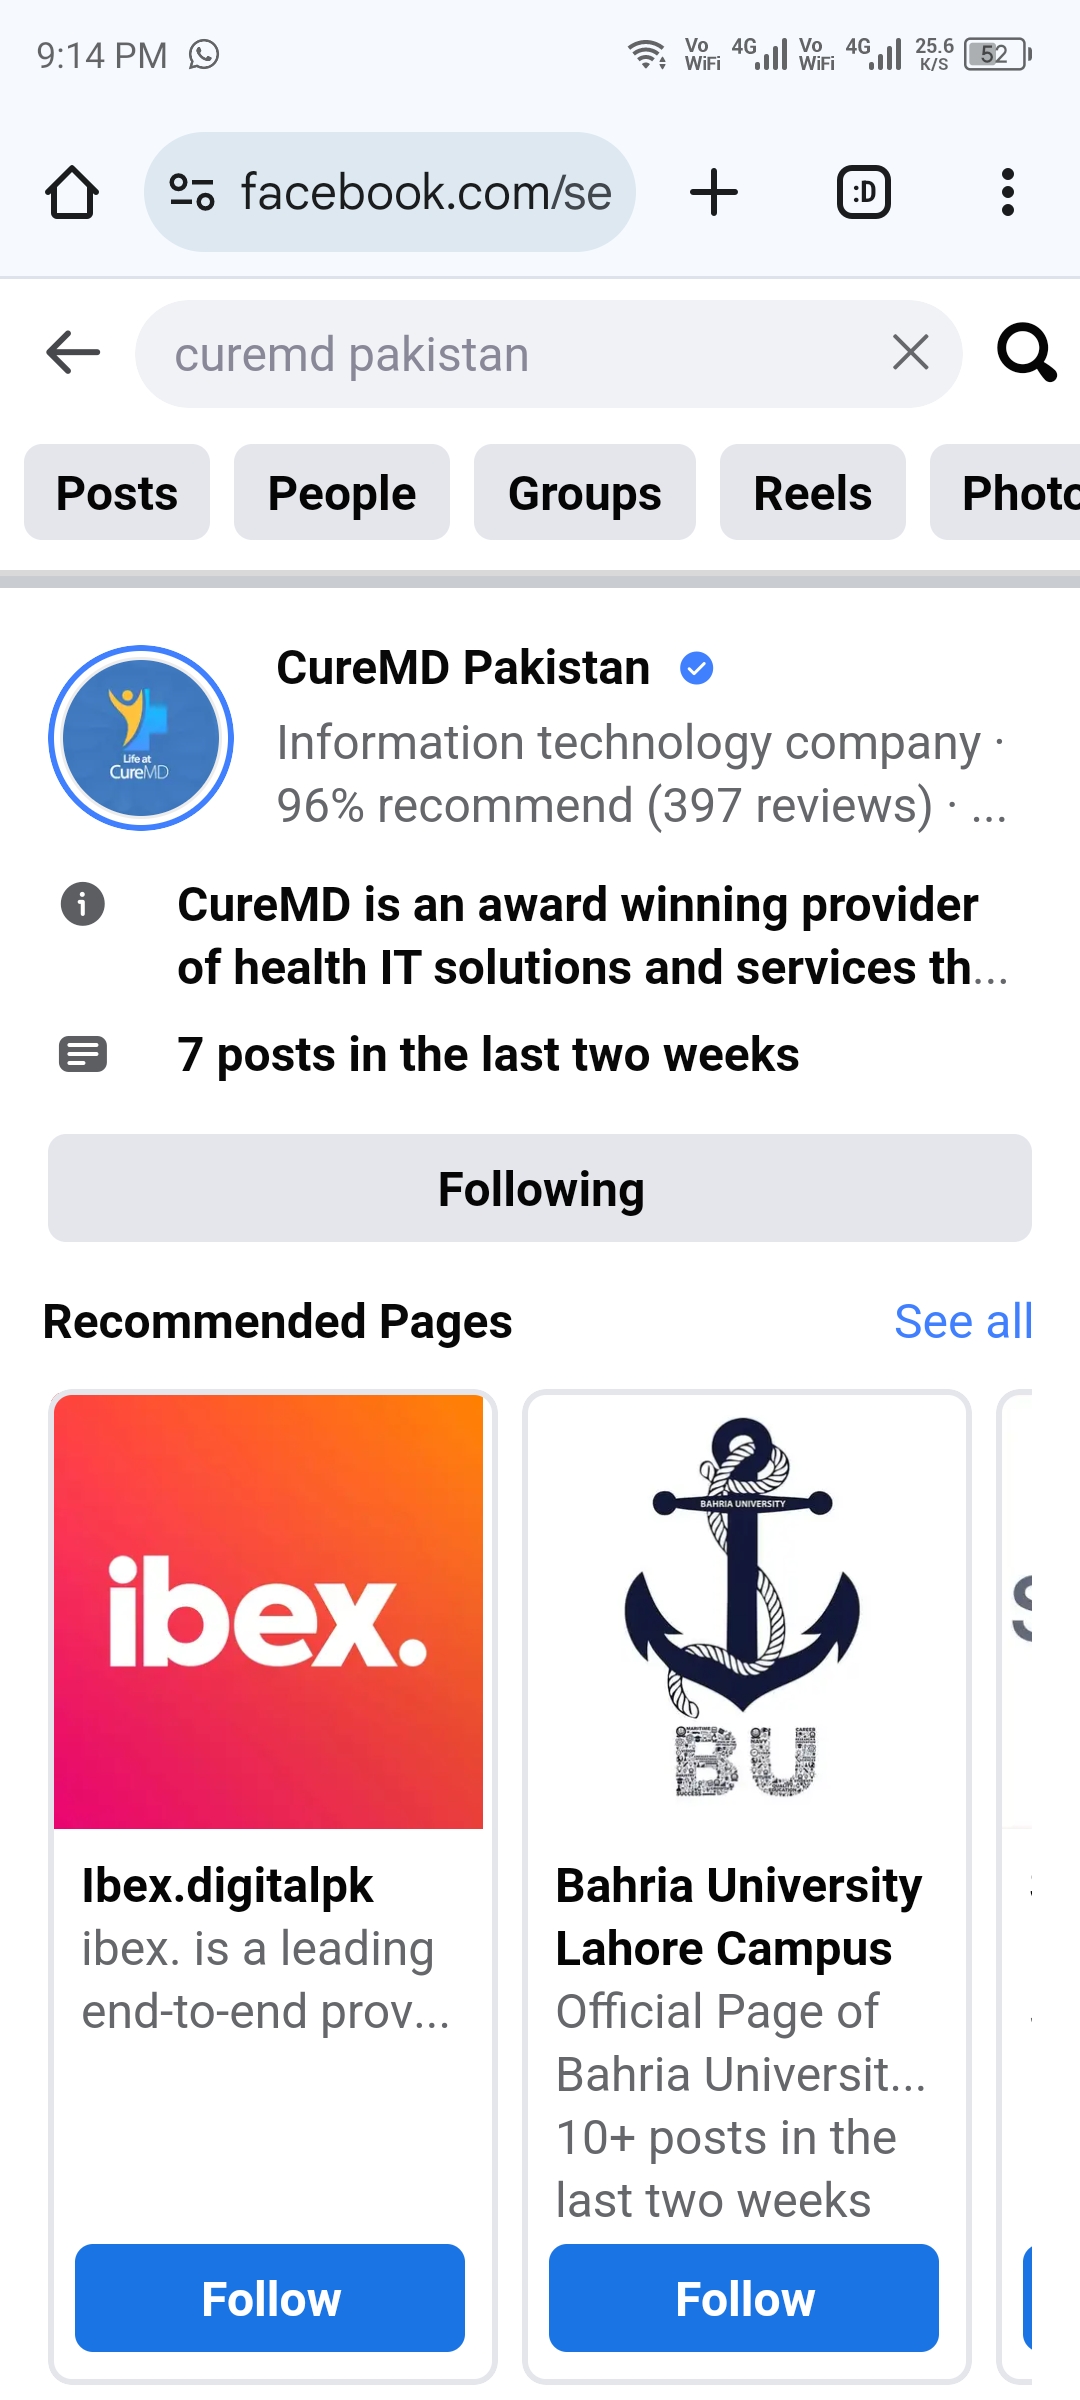 9:14 PM
Vo WiFi 4G Vo WiFi 4G 25.6 K/S 52
facebook.com/se
:D
curemd pakistan
Posts People Groups Reels Photo
CureMD Pakistan
Information technology company ·
96% recommend (397 reviews) · ...
Life at
CureMD
CureMD is an award winning provider
of health IT solutions and services th...
7 posts in the last two weeks
Following
Recommended Pages See all
ibex.
BAHRIA UNIVERSITY
BU
Ibex.digitalpk
ibex. is a leading
end-to-end prov...
Follow
Bahria University
Lahore Campus
Official Page of
Bahria Universit...
10+ posts in the
last two weeks
Follow